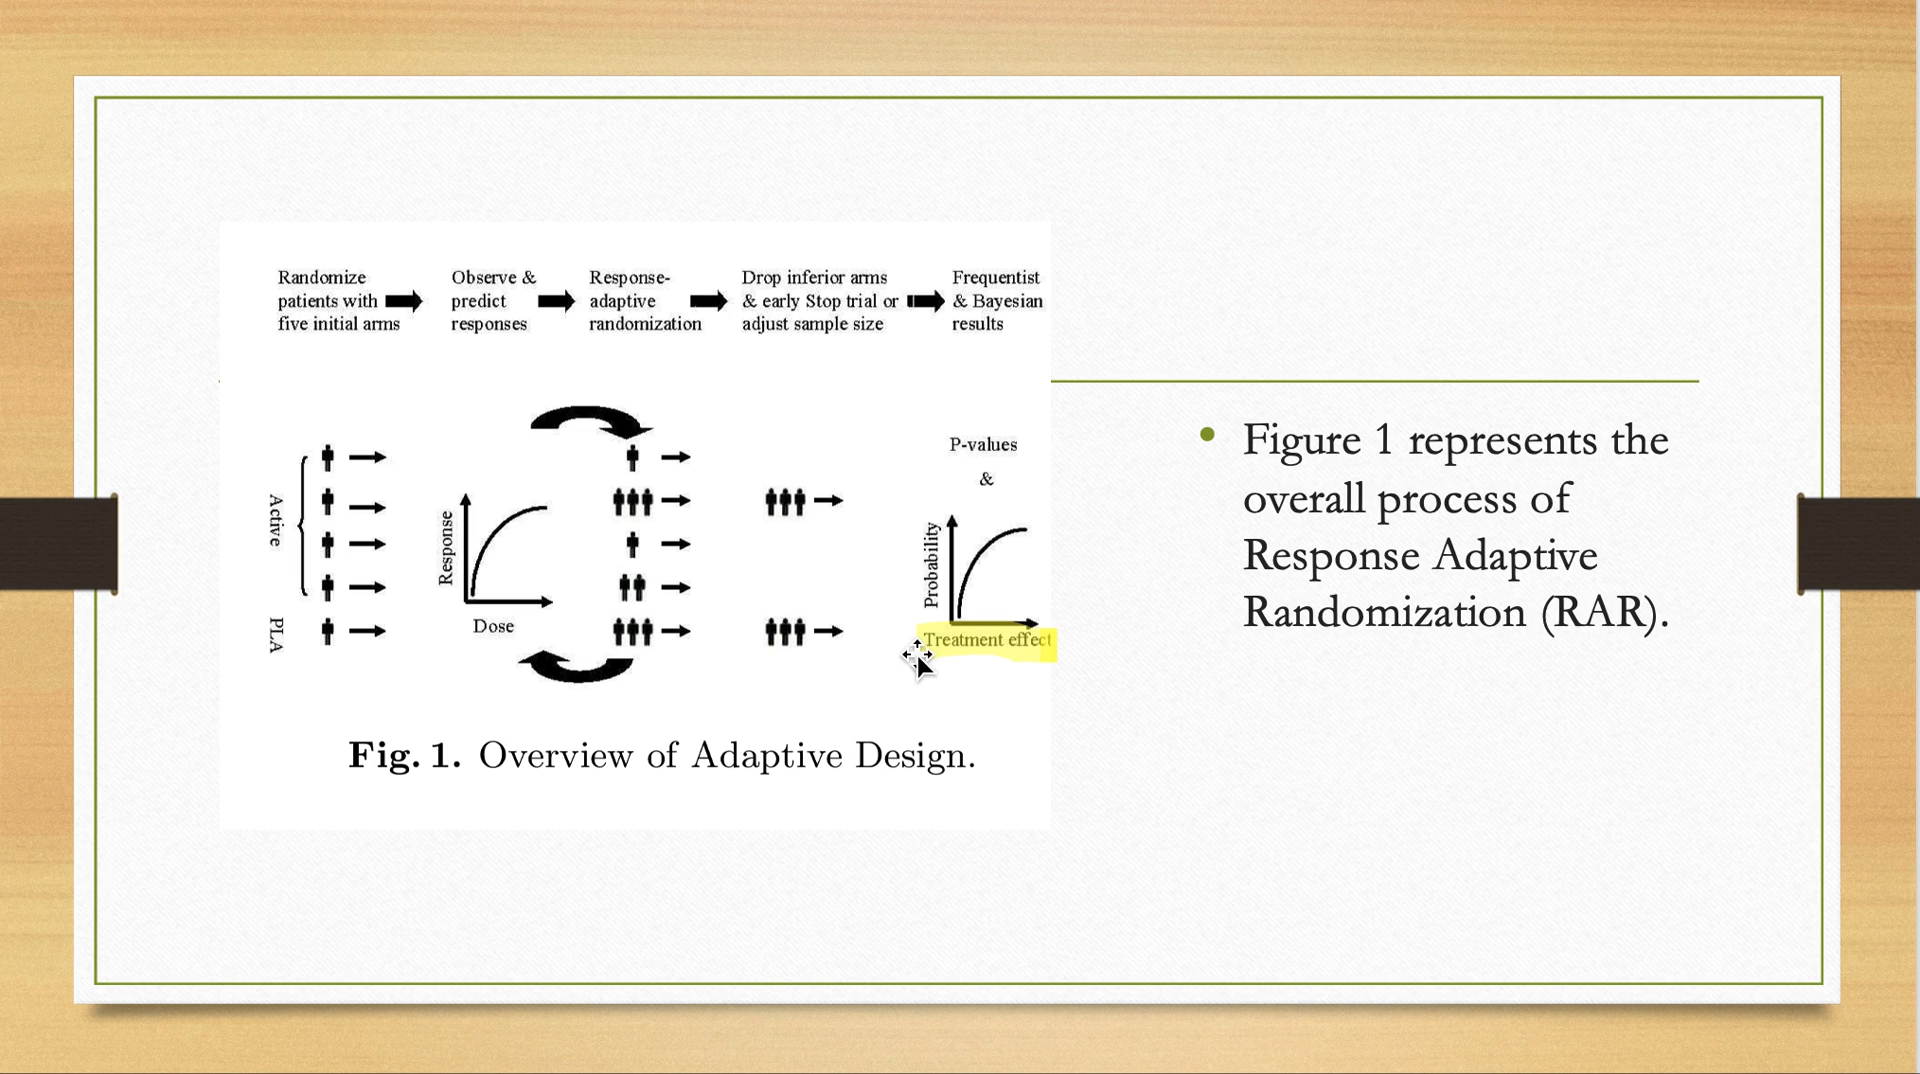 Randomize
patients with
five initial arms
Observe &
predict
responses
Response-
adaptive
randomization
Drop inferior arms
& early Stop trial or
adjust sample size
Frequentist
& Bayesian
results
Active
PLA
Response
Dose
P-values
&
Probability
Treatment effect
Fig. 1. Overview of Adaptive Design.
• Figure 1 represents the
overall process of
Response Adaptive
Randomization (RAR).